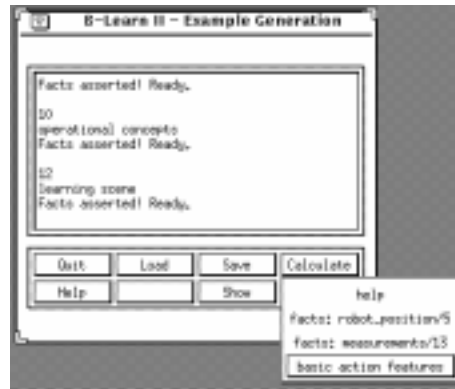 B-Learn II - Example Generation
Facts asserted! Ready.
10
operational concepts
Facts asserted! Ready.
12
learning scene
Facts asserted! Ready.
Quit Load Save Calculate
Help Show
help
facts: robot_position/5
facts: measurements/13
basic action features